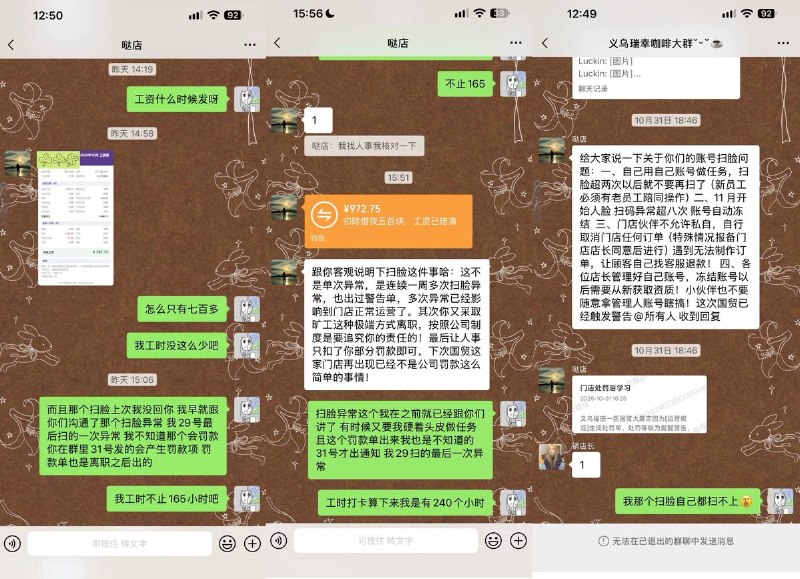 12:50
92
哒店
昨天 14:19
工资什么时候发呀
昨天 14:58
怎么只有七百多
我工时没这么少吧
昨天 15:06
而且那个扫脸上次我没回你 我早就跟
你们沟通了那个扫脸异常 我 29 号最
后扫的一次异常 我不知道那个会罚款
你在群里 31号发的会产生罚款项 罚
款单也是离职之后出的
我工时不止165小时吧
可按住 转文字
15:56
33
哒店
不止 165
1
哒店：我找人事我核对一下
15:51
¥972.75
扣除借我五百块，工资已结清
转账
跟你客观说明下扫脸这件事哈：这不
是单次异常，是连续一周多次扫脸异
常，也出过警告单，多次异常已经影
响到门店正常运营了。其次你又采取
旷工这种极端方式离职，按照公司制
度是要追究你的责任的！最后让人事
只扣了你部分罚款即可，下次国贸这
家门店再出现已经不是公司罚款这么
简单的事情！
扫脸异常这个我在之前就已经跟你们
讲了 有时候又要我硬着头皮做任务
且这个罚款单出来我也是不知道的
31号才出通知 我 29扫的最后一次异
常
工时打卡算下来我是有 240个小时
可按住 转文字
12:49
92
义乌瑞幸咖啡大群
Luckin: [图片]
Luckin: [图片]...
聊天记录
10月31日 18:46
哒店
给大家说一下关于你们的账号扫脸问
题：一、自己用自己账号做任务，扫
脸超两次以后就不要再扫了（新员工
必须有老员工陪同操作）二、11 月开
始人脸 扫码异常超八次 账号自动冻
结 三、门店伙伴不允许私自，自行
取消门店任何订单（特殊情况报备门
店店长同意后进行）遇到无法制作订
单，让顾客自己找客服退款！ 四、各
位店长管理好自己账号，冻结账号以
后需要从新获取资质！小伙伴也不要
随意拿管理人账号瞎搞！这次国贸已
经触发警告@所有人 收到回复
10月31日 18:46
哒店
门店处罚后学习
店长
1
我那个扫脸自己都扫不上
无法在已退出的群聊中发送消息